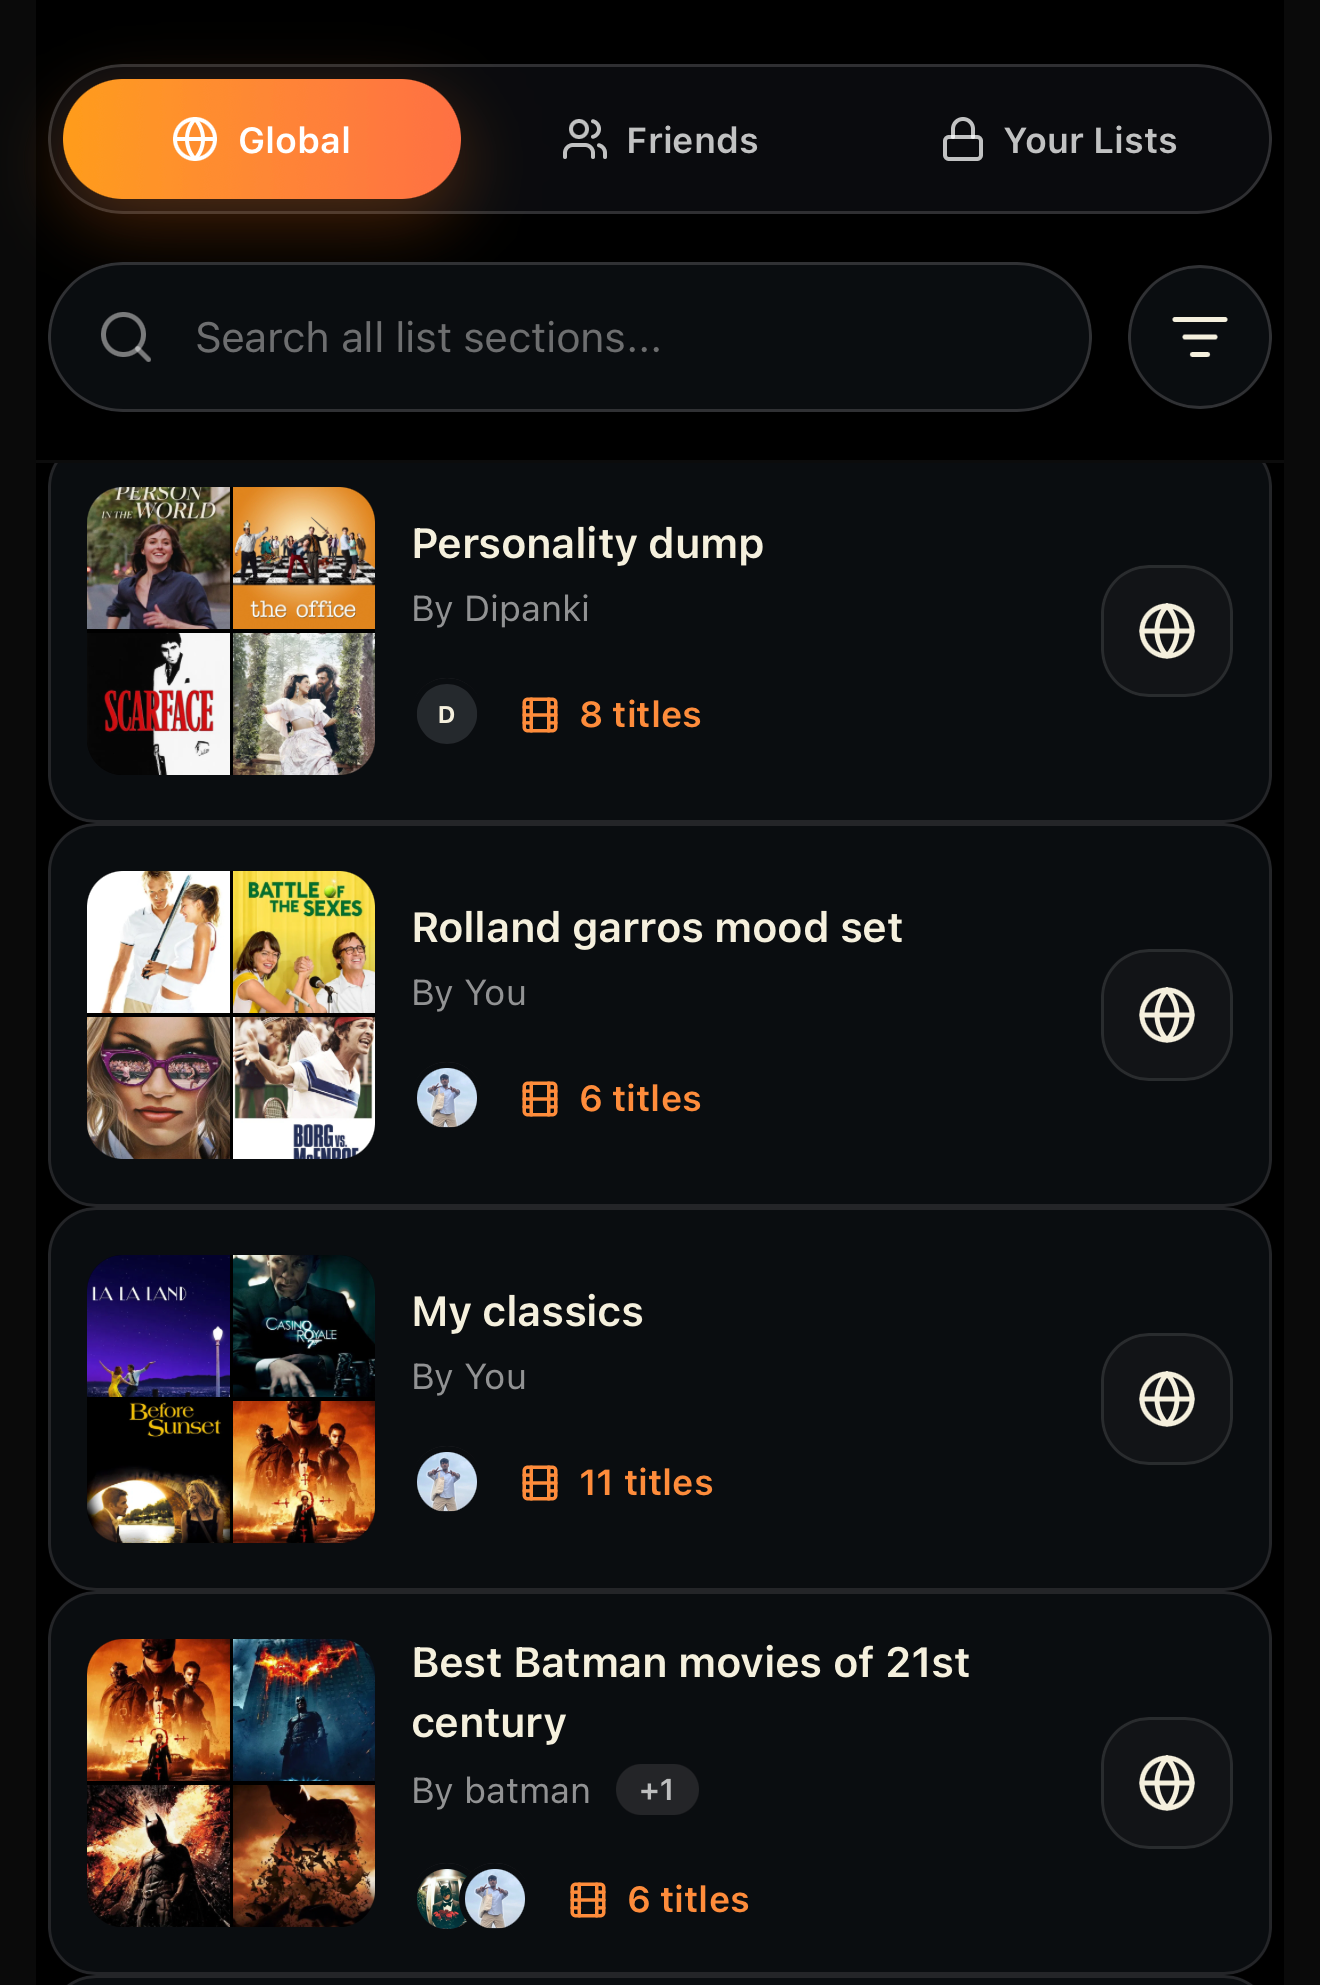 Global
Friends
Your Lists
Search all list sections...
PERSON
IN THE WORLD
the office
SCARFACE
Personality dump
By Dipanki
D
8 titles
BATTLE OF
THE SEXES
BORG VS.
McENROE
Rolland garros mood set
By You
6 titles
LA LA LAND
CASINO
ROYALE
Before
Sunset
My classics
By You
11 titles
Best Batman movies of 21st
century
By batman
+1
6 titles